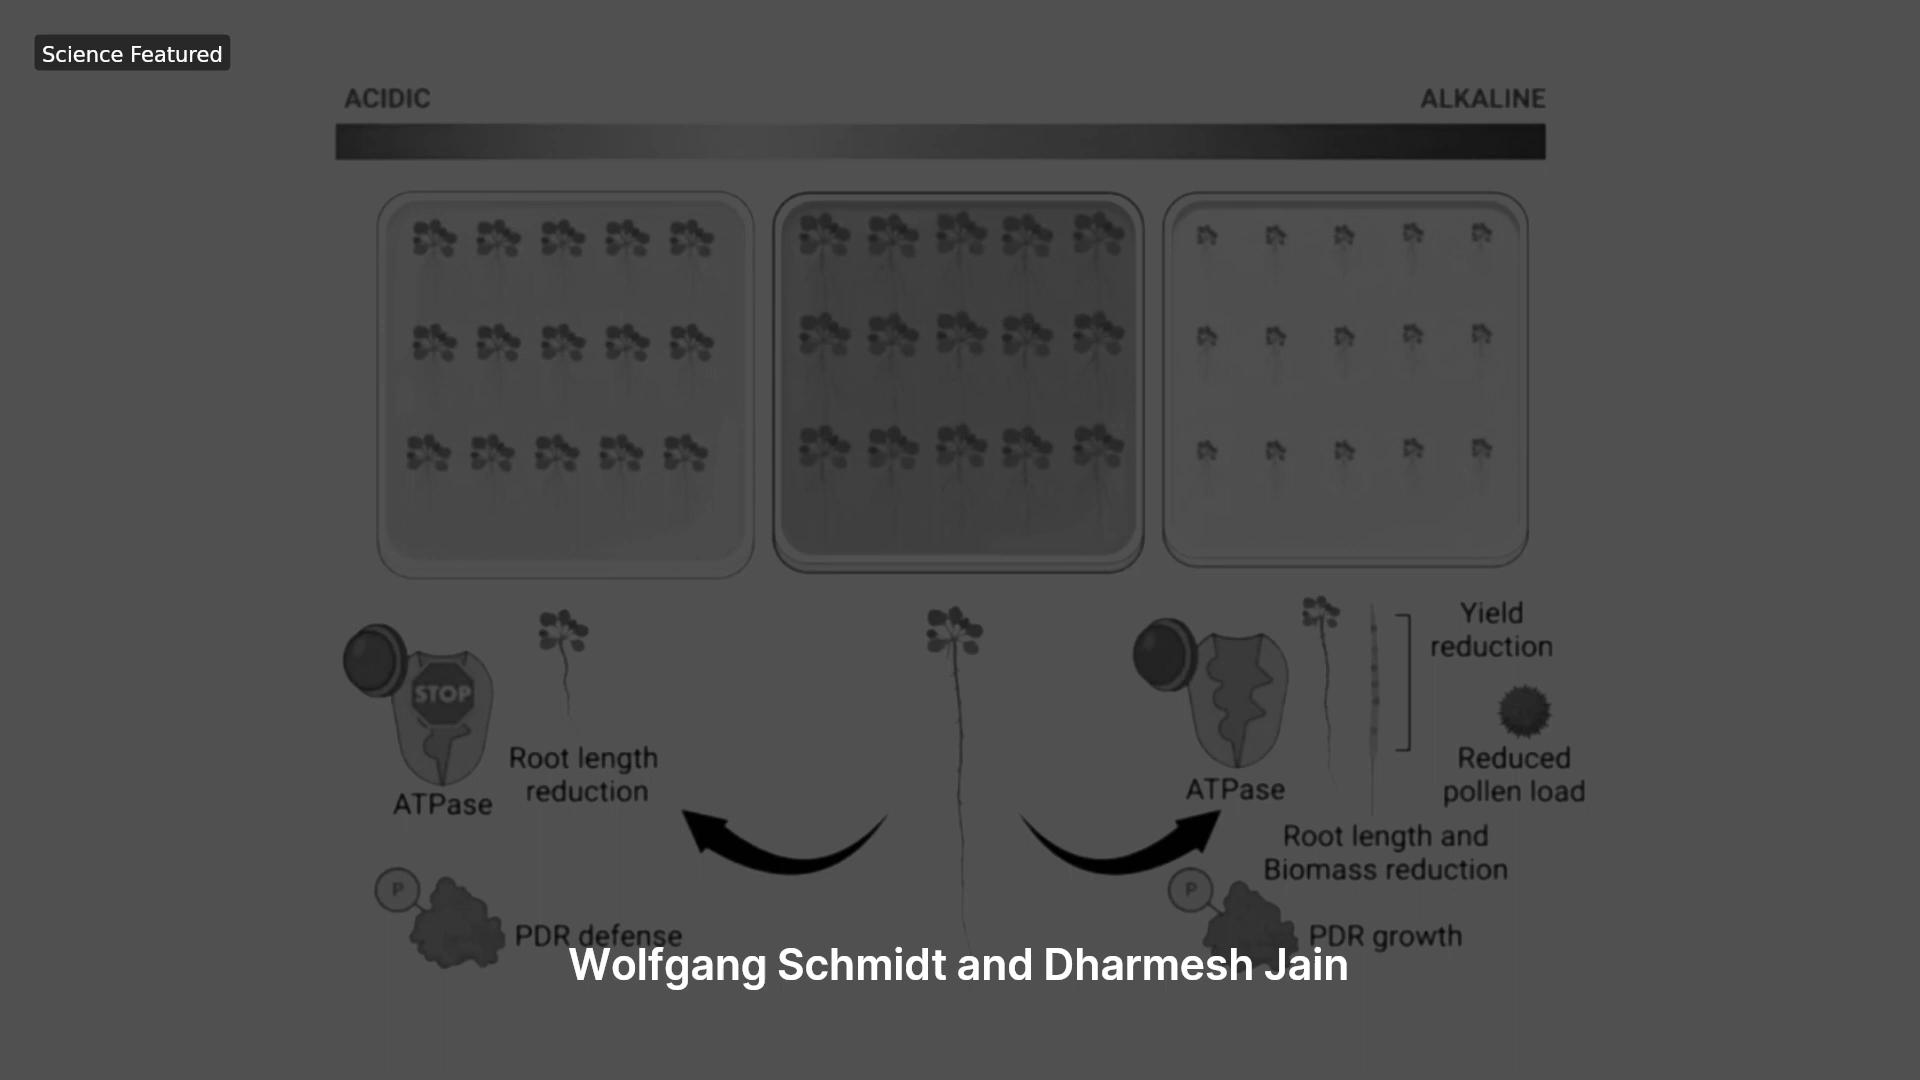 Science Featured
ACIDIC
ALKALINE
STOP
ATPase
Root length
reduction
P
PDR defense
ATPase
Yield
reduction
Reduced
pollen load
Root length and
Biomass reduction
P
PDR growth
Wolfgang Schmidt and Dharmesh Jain